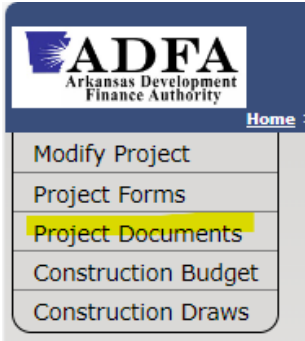 ADFA
Arkansas Development
Finance Authority
Home
Modify Project
Project Forms
Project Documents
Construction Budget
Construction Draws